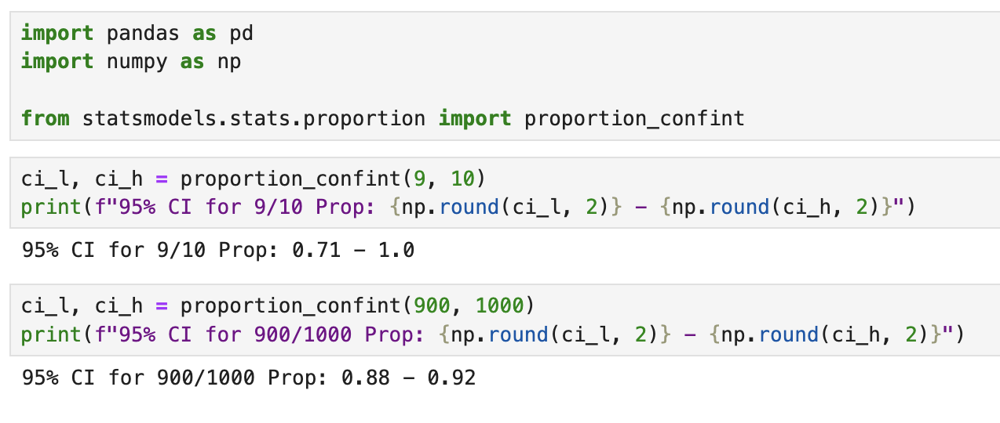 import pandas as pd
import numpy as np
from statsmodels.stats.proportion import proportion_confint
ci_l, ci_h = proportion_confint(9, 10)
print(f"95% CI for 9/10 Prop: {np.round(ci_l, 2)} – {np.round(ci_h, 2)}")
95% CI for 9/10 Prop: 0.71 – 1.0
ci_l, ci_h = proportion_confint(900, 1000)
print(f"95% CI for 900/1000 Prop: {np.round(ci_l, 2)} – {np.round(ci_h, 2)}")
95% CI for 900/1000 Prop: 0.88 – 0.92